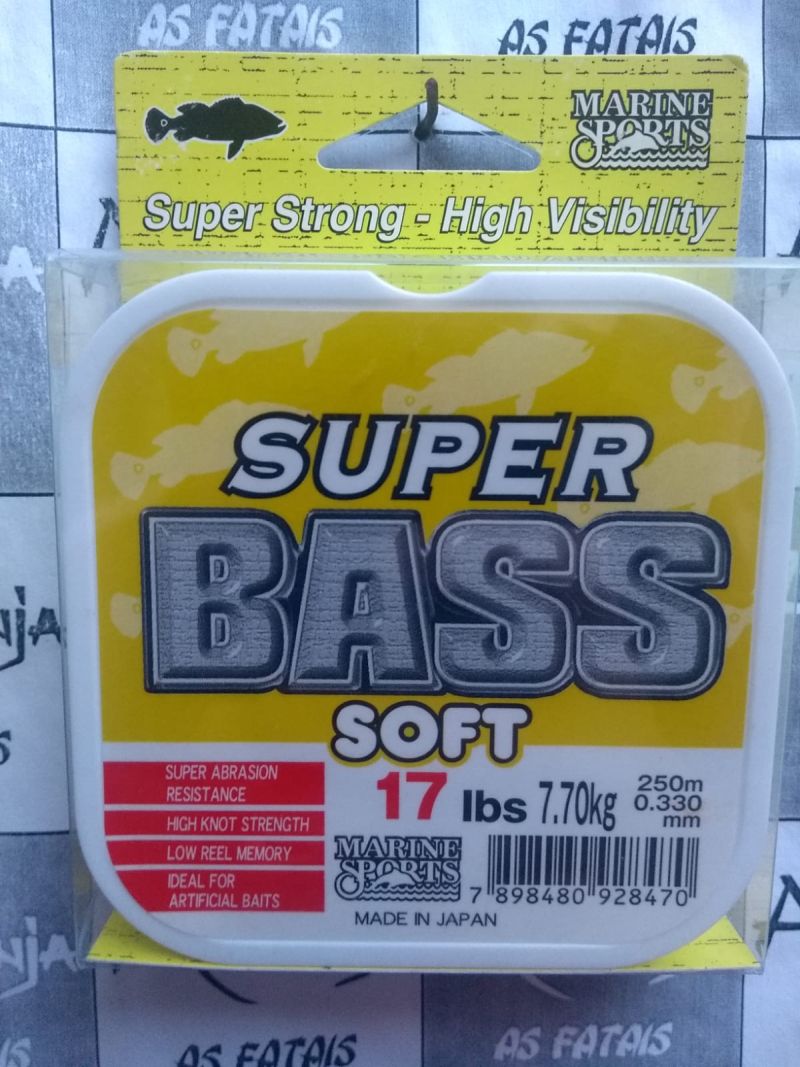 AS FATAIS
AS FATAIS
MARINE
SPORTS
Super Strong - High Visibility
SUPER
BASS
SOFT
SUPER ABRASION
RESISTANCE
HIGH KNOT STRENGTH
LOW REEL MEMORY
IDEAL FOR
ARTIFICIAL BAITS
17 lbs 7.70kg
250m
0.330
mm
MARINE
SPORTS
7 898480 928470
MADE IN JAPAN
AS FATAIS
AS FATAIS